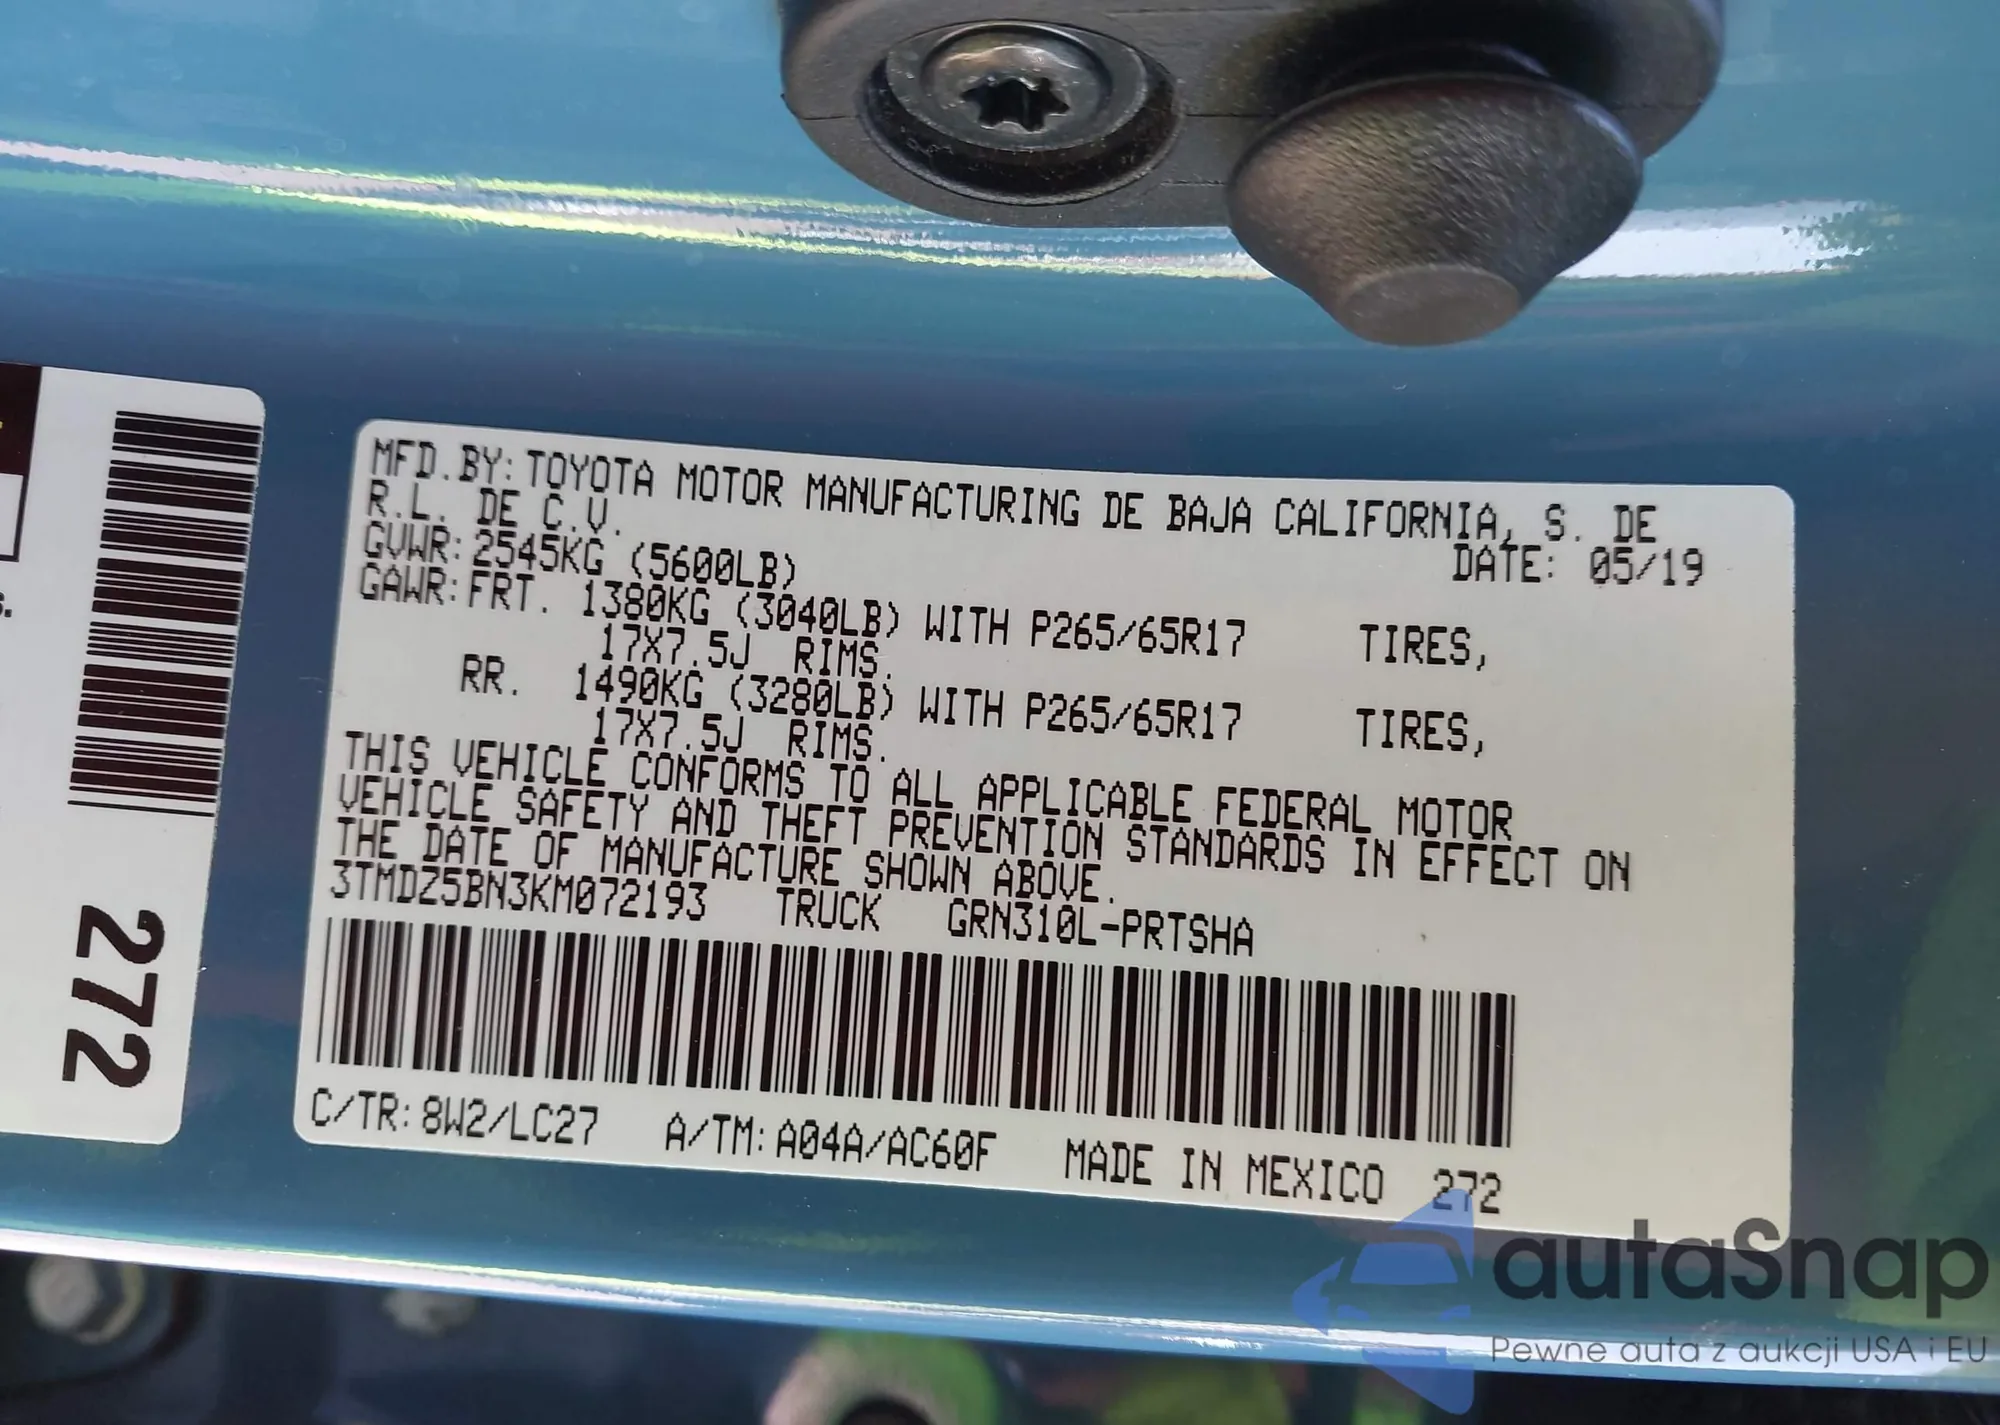 MFD.BY: TOYOTA MOTOR MANUFACTURING DE BAJA CALIFORNIA, S. DE
R.L. DE C.V.
DATE: 05/19
GVWR: 2545KG (5600LB)
GAWR: FRT. 1380KG (3040LB) WITH P265/65R17 TIRES,
17X7.5J RIMS.
RR. 1490KG (3280LB) WITH P265/65R17 TIRES,
17X7.5J RIMS.
THIS VEHICLE CONFORMS TO ALL APPLICABLE FEDERAL MOTOR
VEHICLE SAFETY AND THEFT PREVENTION STANDARDS IN EFFECT ON
THE DATE OF MANUFACTURE SHOWN ABOVE.
3TMDZ5BN3KM072193 TRUCK GRN310L-PRTSHA
C/TR: 8W2/LC27 A/TM: A04A/AC60F MADE IN MEXICO 272
272
autaSnap
Pewne auta z aukcji USA i EU